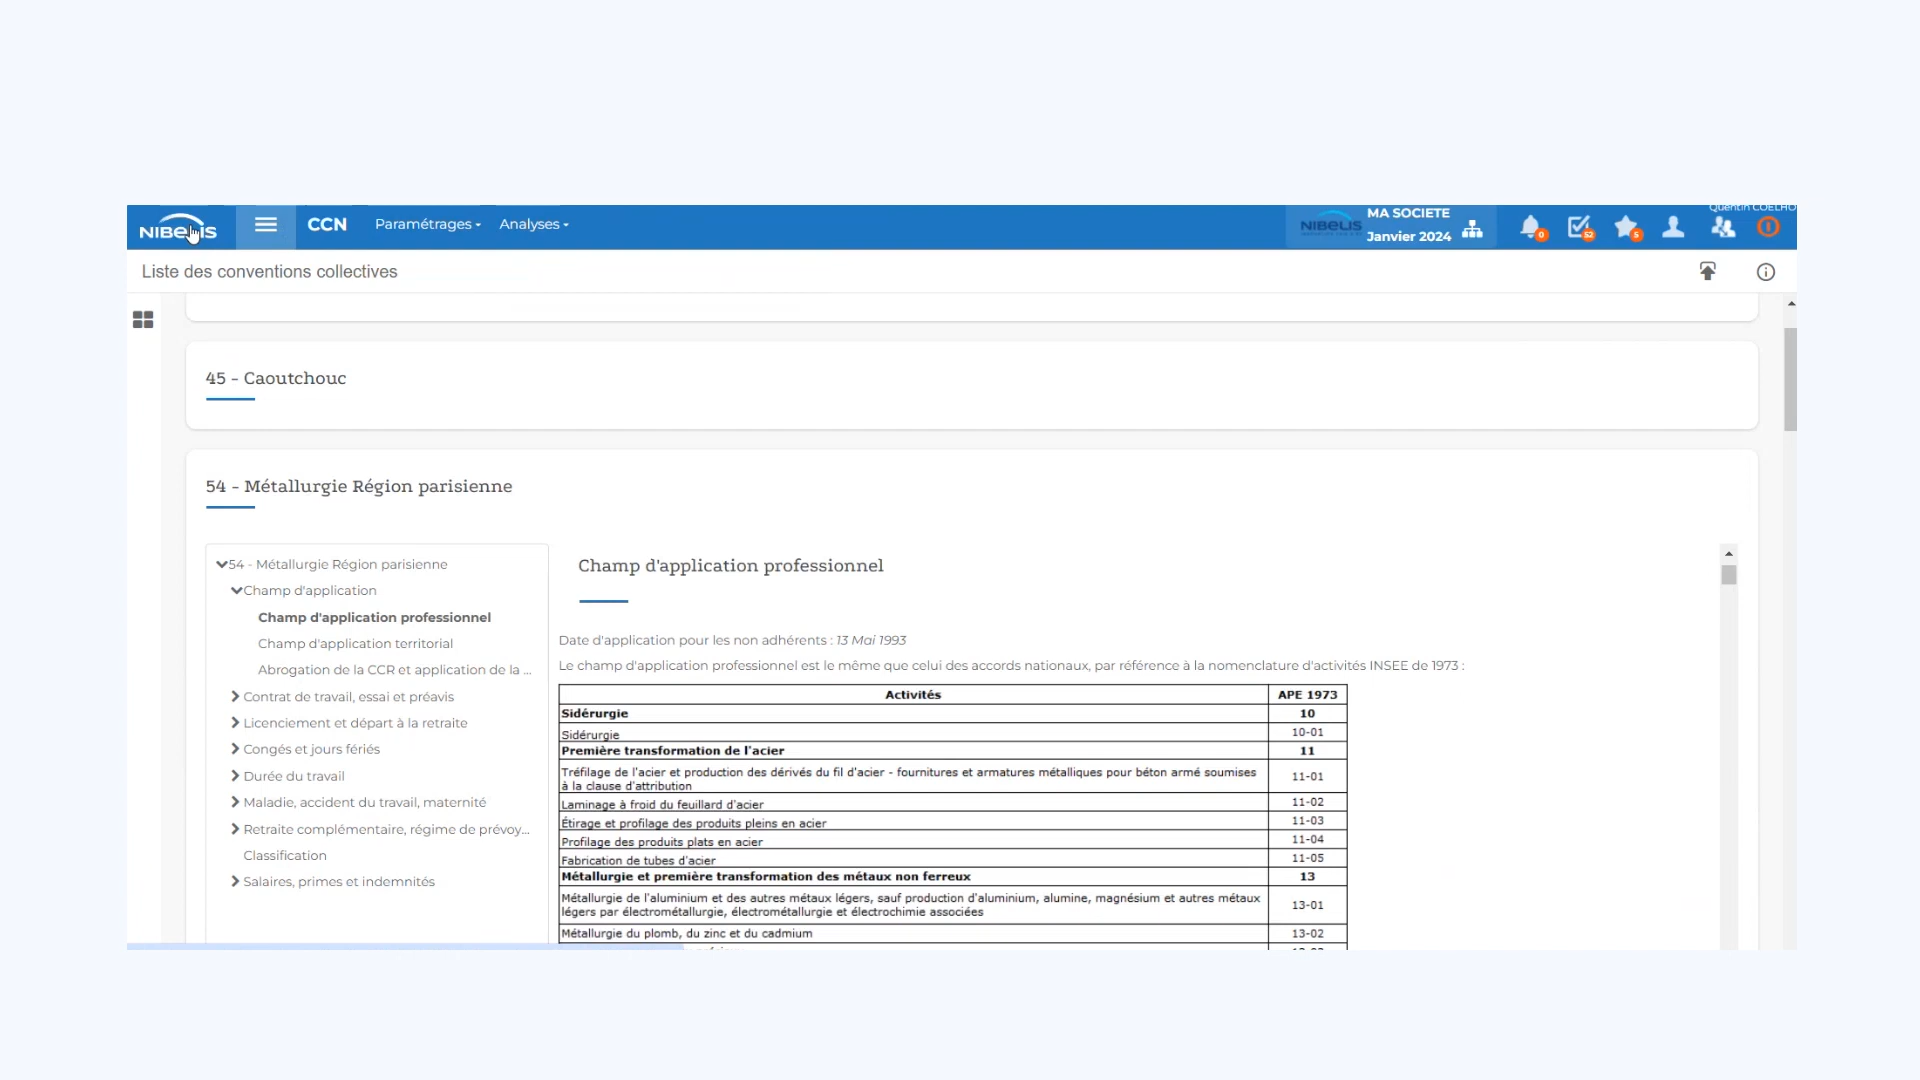 Quentin COELHO
NIBELIS
CCN
Paramétrages
Analyses
NIBELIS
MA SOCIETE
Janvier 2024
0
52
5
Liste des conventions collectives
45 - Caoutchouc
54 - Métallurgie Région parisienne
54 - Métallurgie Région parisienne
Champ d'application
Champ d'application professionnel
Champ d'application territorial
Abrogation de la CCR et application de la ...
Contrat de travail, essai et préavis
Licenciement et départ à la retraite
Congés et jours fériés
Durée du travail
Maladie, accident du travail, maternité
Retraite complémentaire, régime de prévoy...
Classification
Salaires, primes et indemnités
Champ d'application professionnel
Date d'application pour les non adhérents : 13 Mai 1993
Le champ d'application professionnel est le même que celui des accords nationaux, par référence à la nomenclature d'activités INSEE de 1973 :
Activités APE 1973
Sidérurgie 10
Sidérurgie 10-01
Première transformation de l'acier 11
Tréfilage de l'acier et production des dérivés du fil d'acier - fournitures et armatures métalliques pour béton armé soumises
à la clause d'attribution 11-01
Laminage à froid du feuillard d'acier 11-02
Étirage et profilage des produits pleins en acier 11-03
Profilage des produits plats en acier 11-04
Fabrication de tubes d'acier 11-05
Métallurgie et première transformation des métaux non ferreux 13
Métallurgie de l'aluminium et des autres métaux légers, sauf production d'aluminium, alumine, magnésium et autres métaux
légers par électrométallurgie, électrométallurgie et électrochimie associées 13-01
Métallurgie du plomb, du zinc et du cadmium 13-02